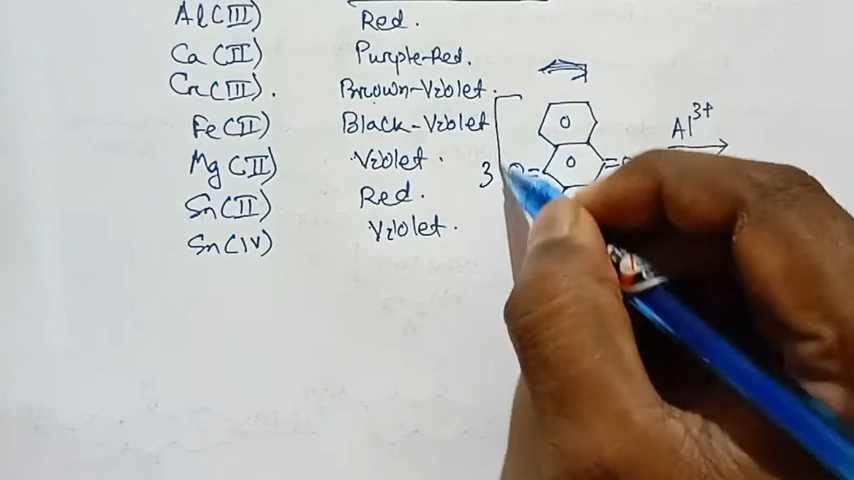 Al(III) Red.
Ca(II) Purple-Red.
Cr(III). Brown-Violet.
Fe(II) Black-Violet
Mg(II) Violet.
Sn(II) Red.
Sn(IV) Violet.
Al3+
3 O= O O =